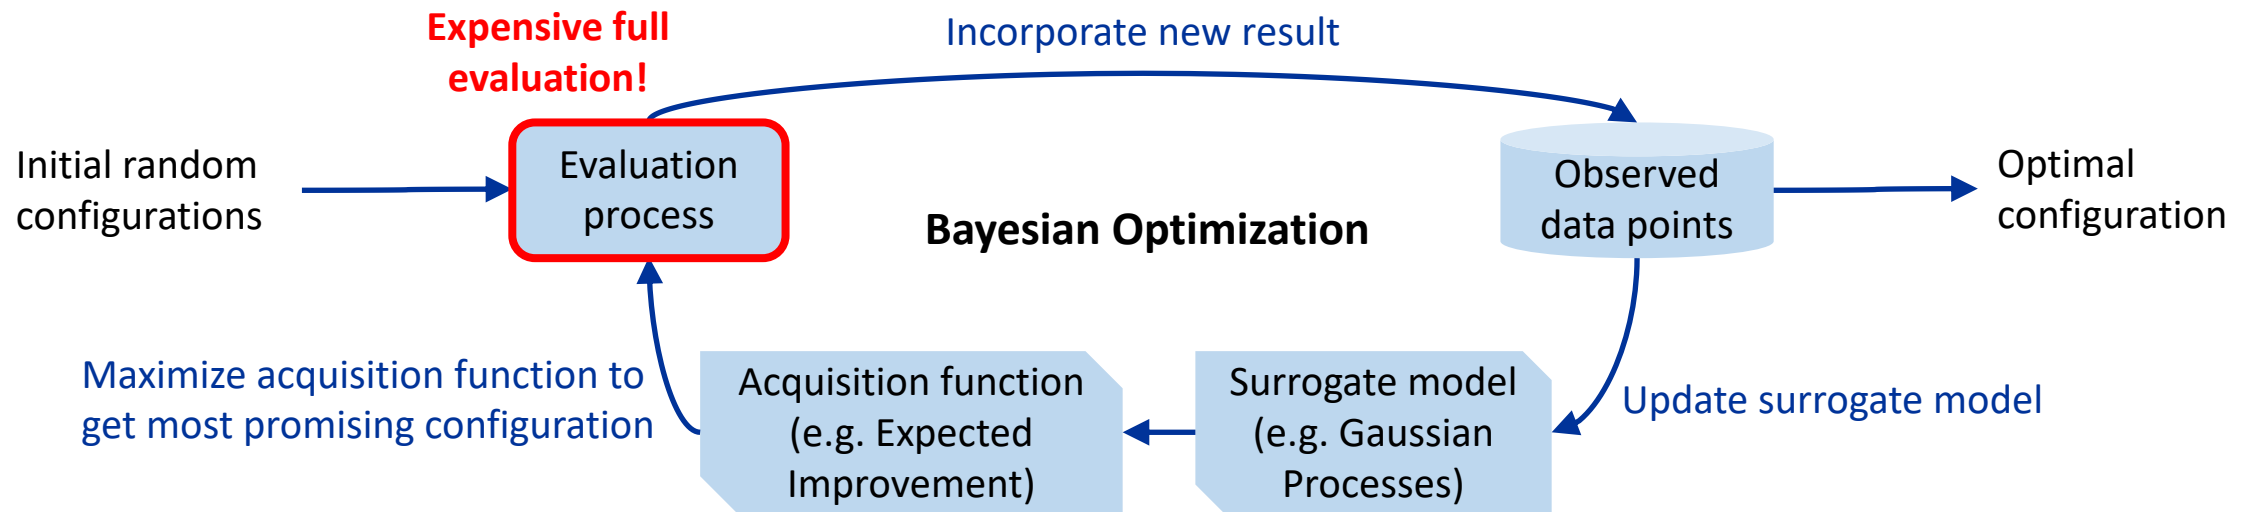 Expensive full
evaluation!
Incorporate new result
Initial random
configurations
Evaluation
process
Bayesian Optimization
Observed
data points
Optimal
configuration
Maximize acquisition function to
get most promising configuration
Acquisition function
(e.g. Expected
Improvement)
Surrogate model
(e.g. Gaussian
Processes)
Update surrogate model